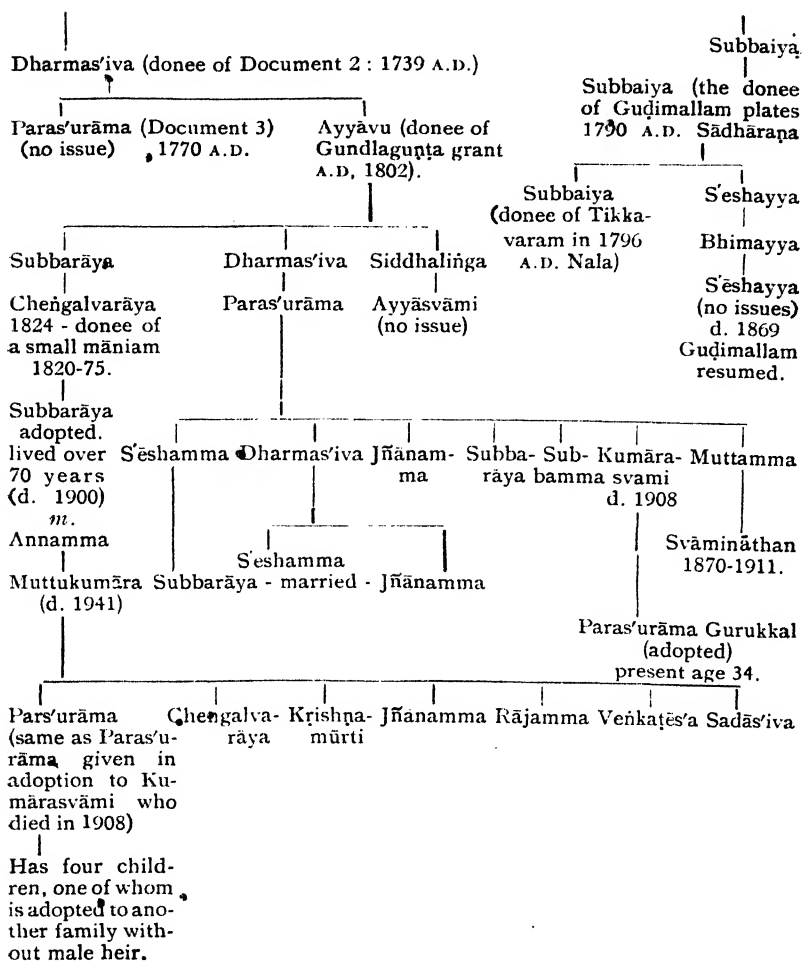 Dharmas'iva (donee of Document 2 : 1739 A.D.)
Subbaiya
Subbaiya (the donee
of Guḍimallam plates
1790 A.D. Sādhāraṇa
Paras'urāma (Document 3)
(no issue) 1770 A.D.
Ayyāvu (donee of
Gundlaguṇṭa grant
A.D, 1802).
Subbaiya
(donee of Tikka-
varam in 1796
A.D. Nala)
S'eshayya
Bhimayya
S'ēshayya
(no issues)
d. 1869
Guḍimallam
resumed.
Subbarāya
Dharmas'iva
Siddhaliṅga
Cheṅgalvarāya
1824 - donee of
a small māniam
1820-75.
Paras'urāma
Ayyāsvāmi
(no issue)
Subbarāya
adopted.
lived over
70 years
(d. 1900)
m.
Annamma
S'ēshamma
Dharmas'iva
Jñānam-
ma
Subba-
rāya
Sub-
bamma
Kumāra-
svami
d. 1908
Muttamma
S'eshamma
Svāmināthan
1870-1911.
Muttukumāra
(d. 1941)
Subbarāya - married - Jñānamma
Paras'urāma Gurukkal
(adopted)
present age 34.
Pars'urāma
(same as Paras'u-
rāma given in
adoption to Ku-
mārasvāmi who
died in 1908)
Chengalva-
rāya
Krishṇa-
mūrti
Jñānamma
Rājamma
Veṅkaṭēs'a
Sadās'iva
Has four child-
ren, one of whom
is adopted to ano-
ther family with-
out male heir.